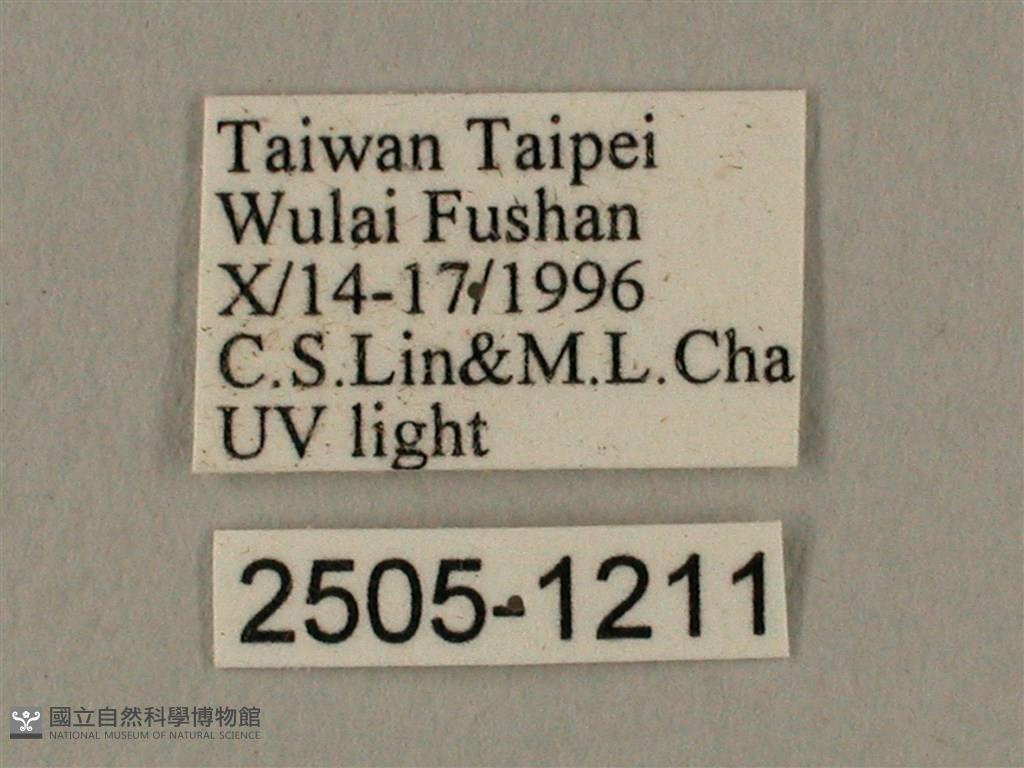 Taiwan Taipei
Wulai Fushan
X/14-17/1996
C.S.Lin&M.L.Cha
UV light
2505-1211
國立自然科學博物館
NATIONAL MUSEUM OF NATURAL SCIENCE